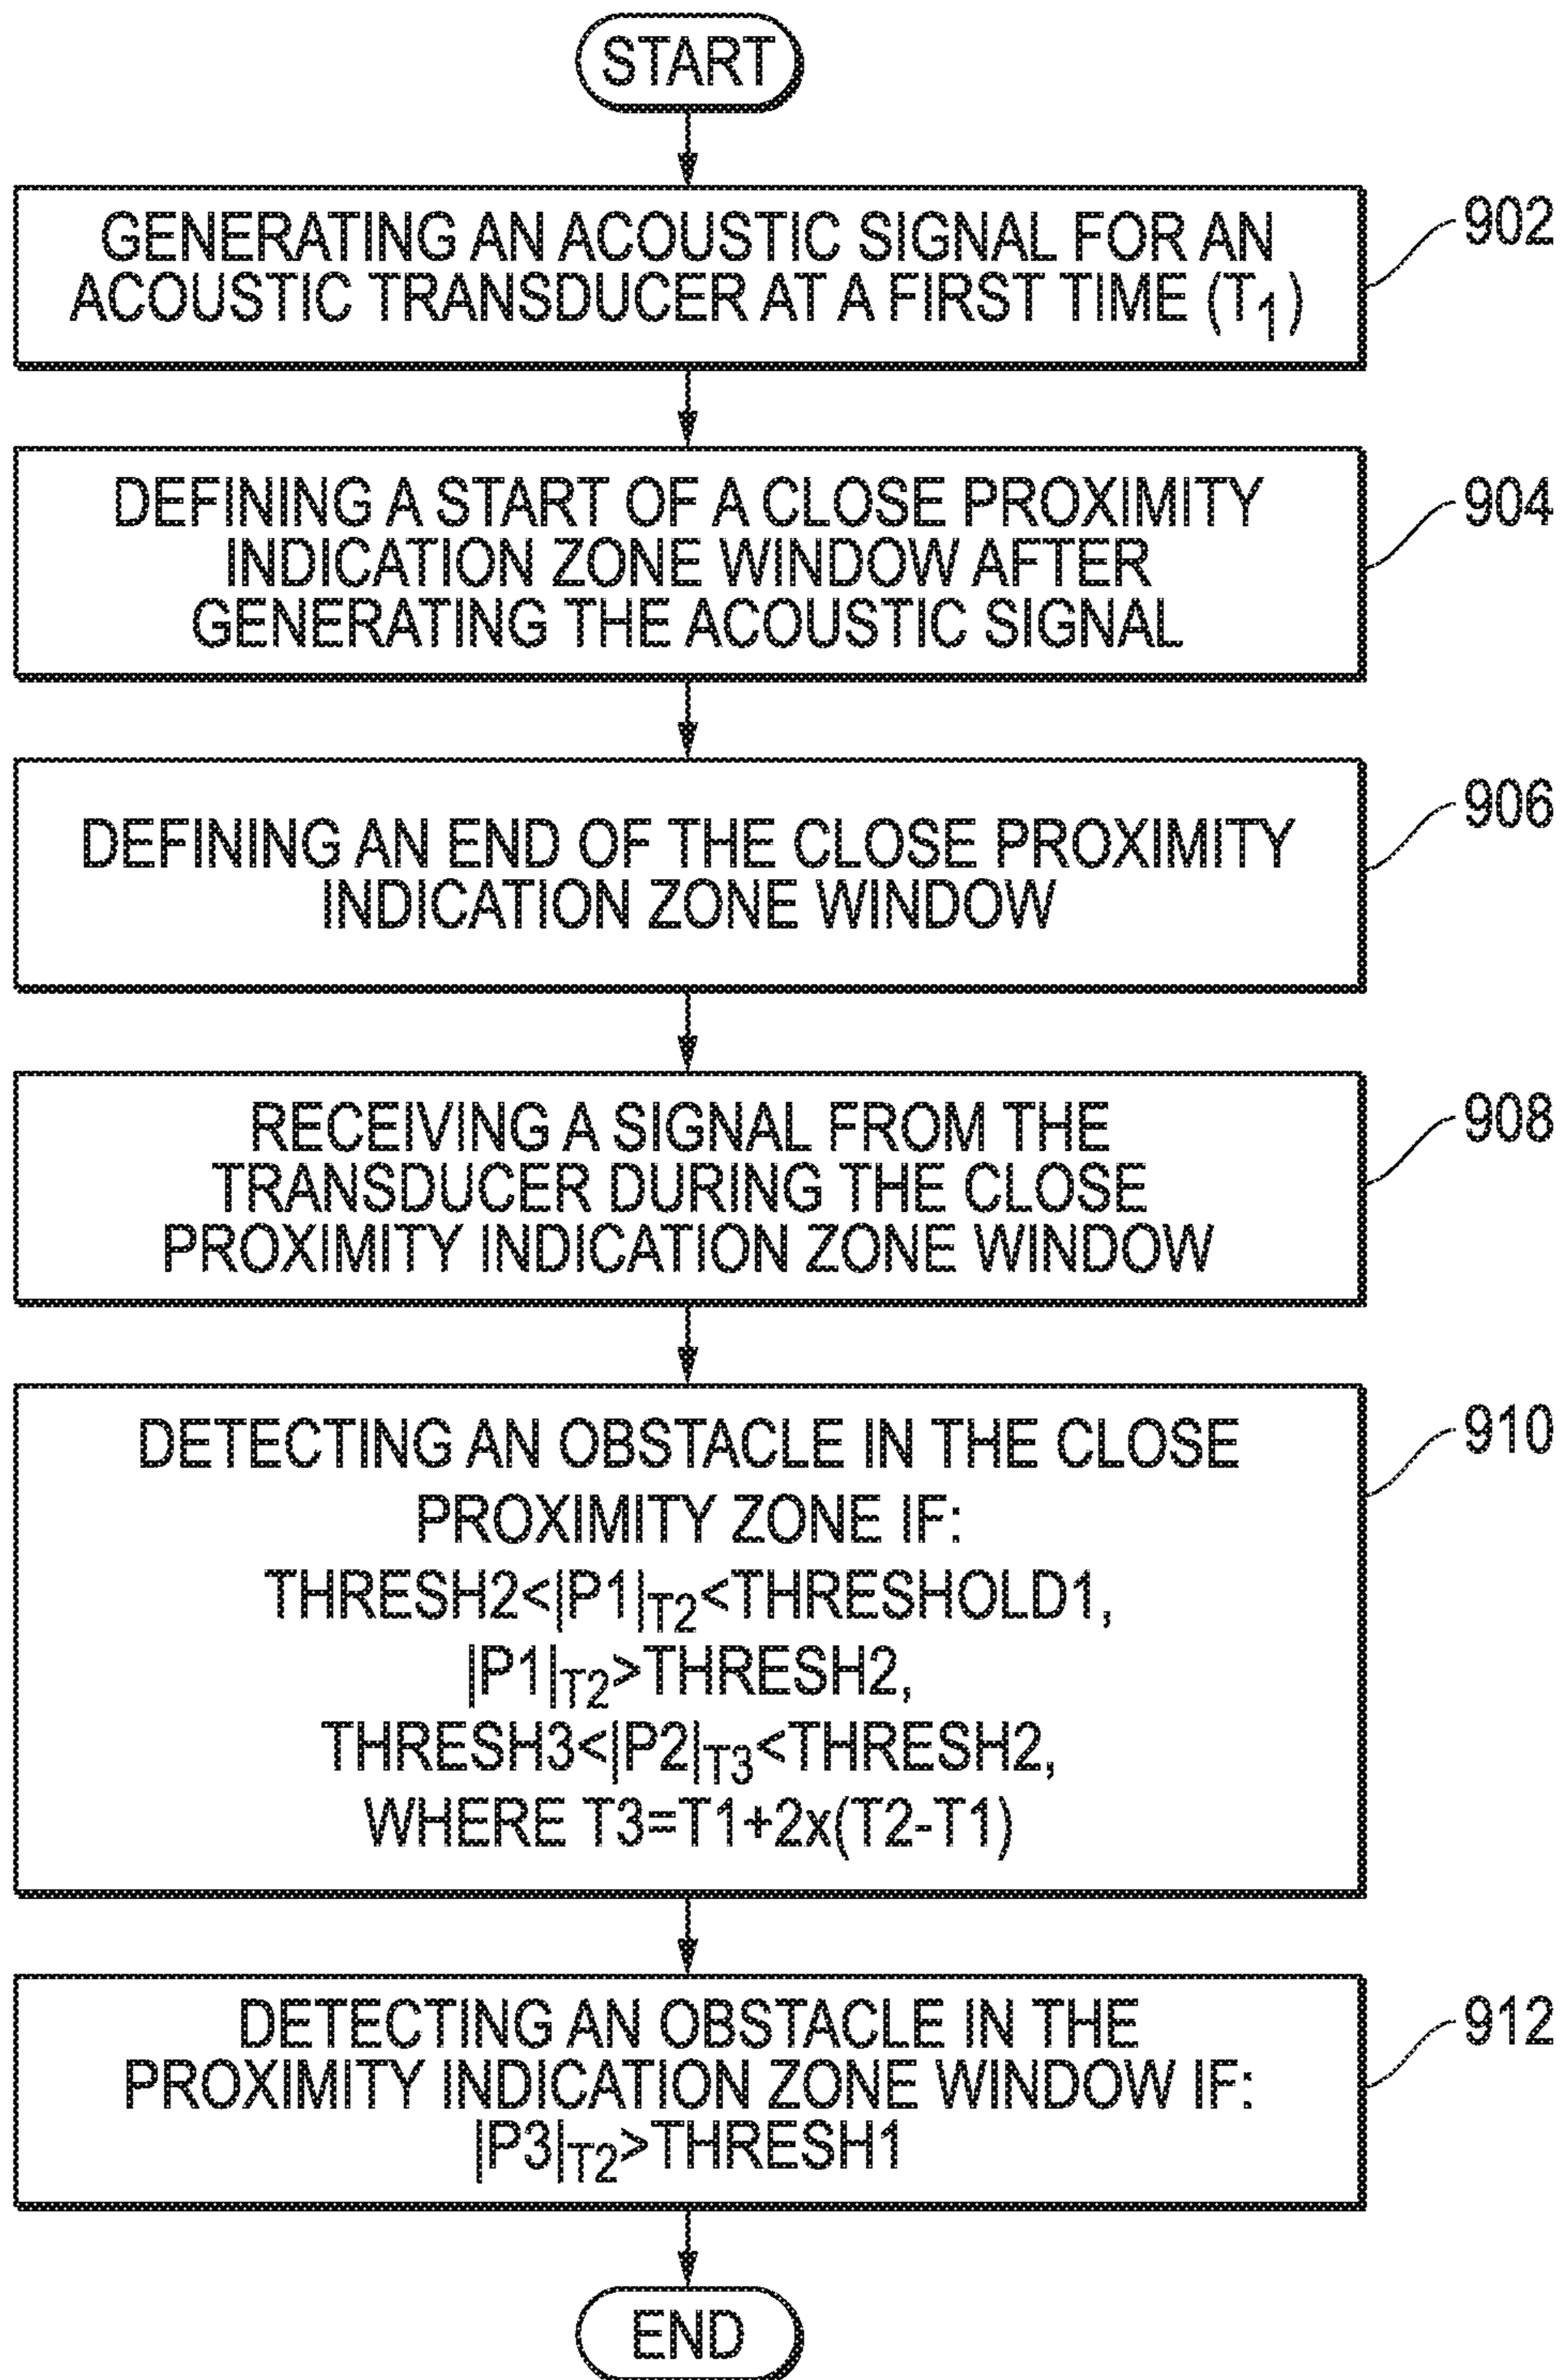 START
GENERATING AN ACOUSTIC SIGNAL FOR AN
ACOUSTIC TRANSDUCER AT A FIRST TIME (T1)
902
DEFINING A START OF A CLOSE PROXIMITY
INDICATION ZONE WINDOW AFTER
GENERATING THE ACOUSTIC SIGNAL
904
DEFINING AN END OF THE CLOSE PROXIMITY
INDICATION ZONE WINDOW
906
RECEIVING A SIGNAL FROM THE
TRANSDUCER DURING THE CLOSE
PROXIMITY INDICATION ZONE WINDOW
908
DETECTING AN OBSTACLE IN THE CLOSE
PROXIMITY ZONE IF:
THRESH2<|P1|T2<THRESHOLD1,
|P1|T2>THRESH2,
THRESH3<|P2|T3<THRESH2,
WHERE T3=T1+2x(T2-T1)
910
DETECTING AN OBSTACLE IN THE
PROXIMITY INDICATION ZONE WINDOW IF:
|P3|T2>THRESH1
912
END